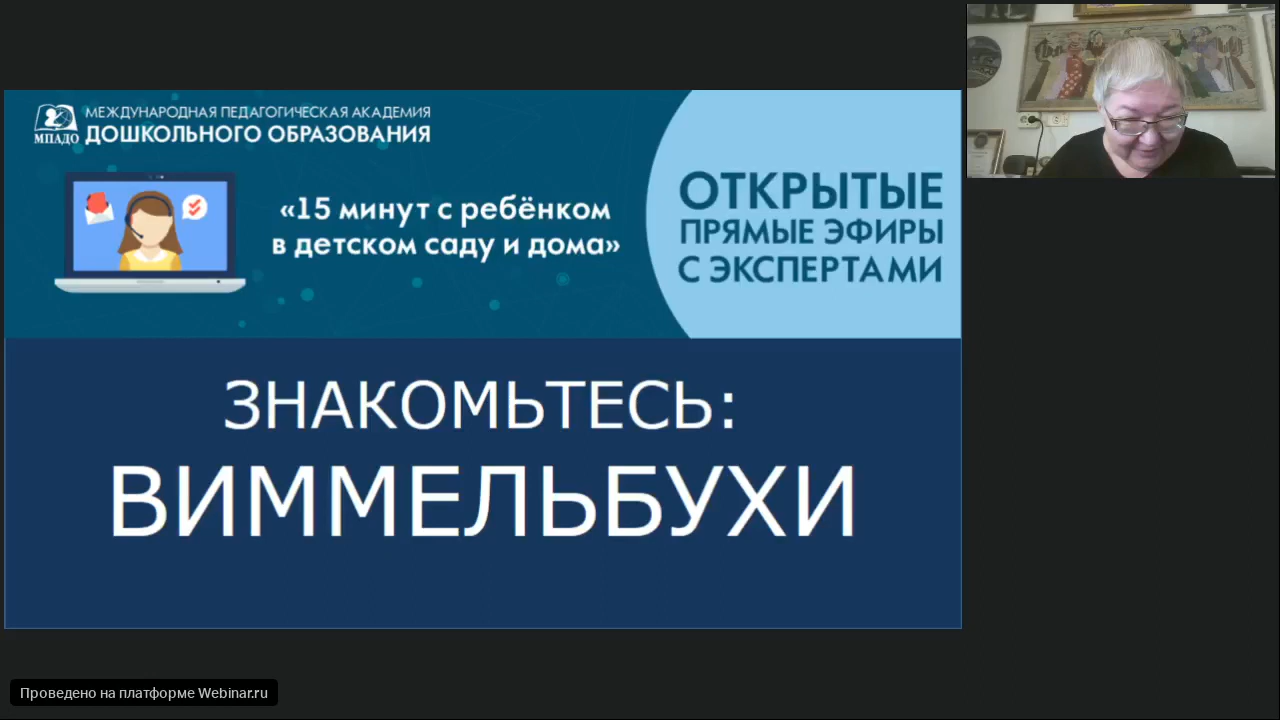 МЕЖДУНАРОДНАЯ ПЕДАГОГИЧЕСКАЯ АКАДЕМИЯ
ДОШКОЛЬНОГО ОБРАЗОВАНИЯ
МПАДО
«15 минут с ребёнком
в детском саду и дома»
ОТКРЫТЫЕ
ПРЯМЫЕ ЭФИРЫ
С ЭКСПЕРТАМИ
ЗНАКОМЬТЕСЬ:
ВИММЕЛЬБУХИ
Проведено на платформе Webinar.ru